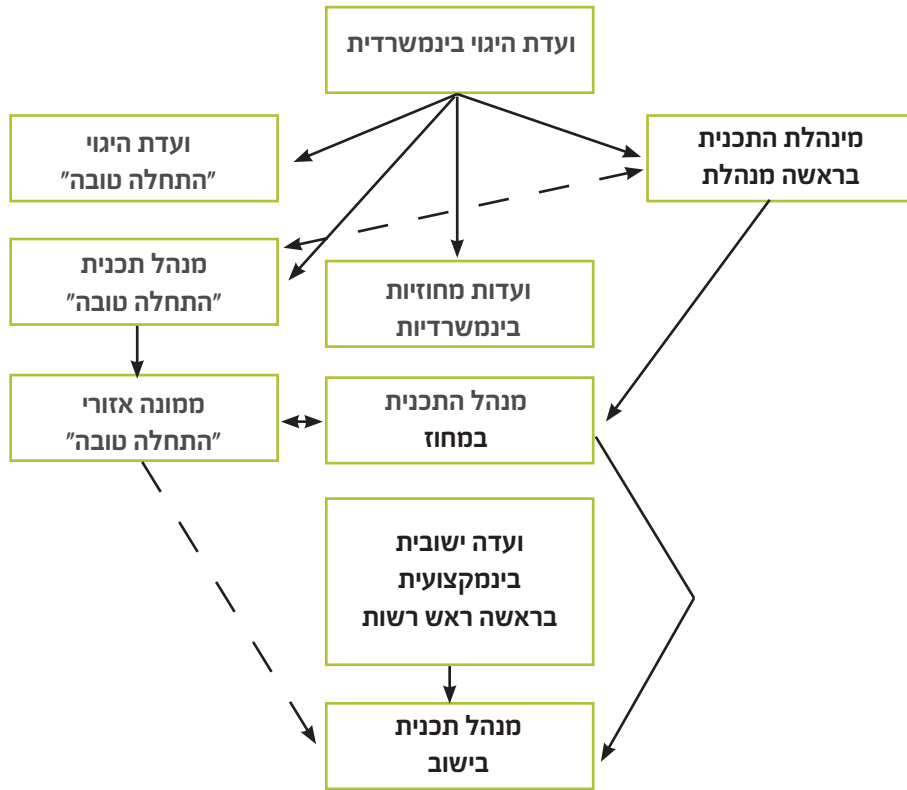 ועדת היגוי בינמשרדית
מינהלת התכנית
בראשה מנהלת
ועדת היגוי
"התחלה טובה"
מנהל תכנית
"התחלה טובה"
ועדות מחוזיות
בינמשרדיות
מנהל התכנית
במחוז
ממונה אזורי
"התחלה טובה"
ועדה ישובית
בינמקצועית
בראשה ראש רשות
מנהל תכנית
בישוב